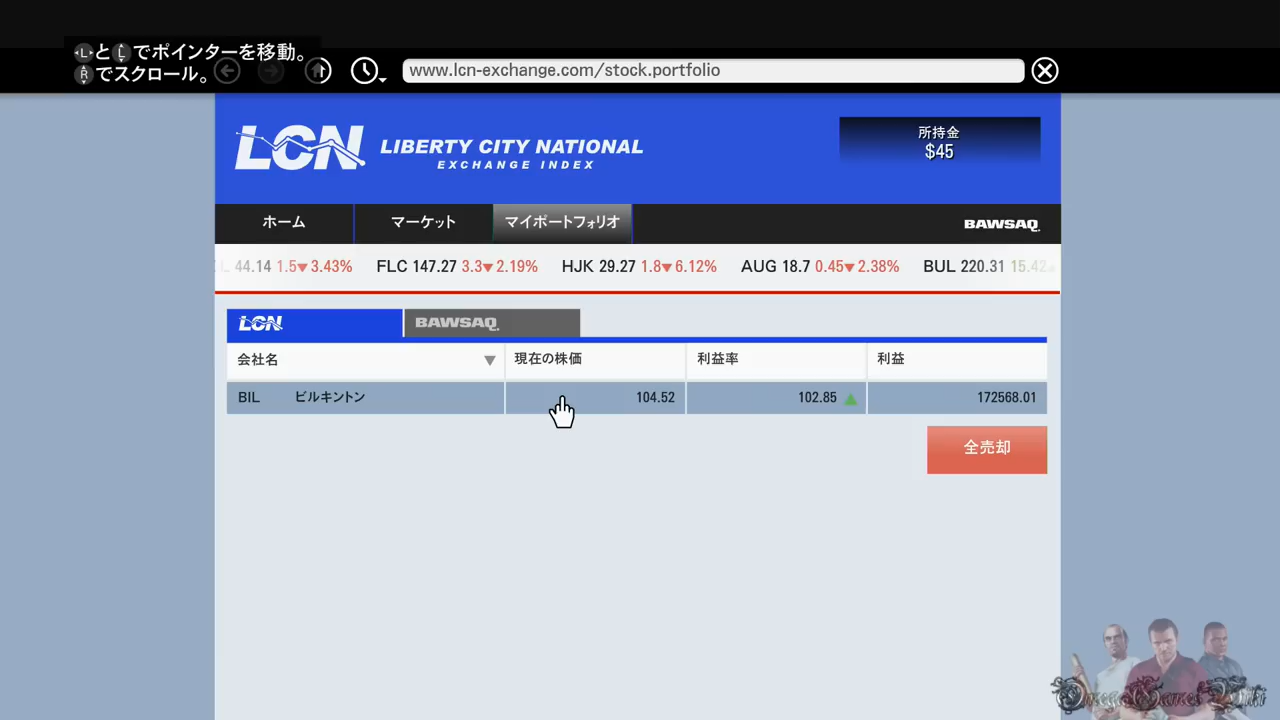 LとLでポインターを移動。
Rでスクロール。
www.lcn-exchange.com/stock.portfolio
LCN LIBERTY CITY NATIONAL
EXCHANGE INDEX
所持金
$45
ホーム マーケット マイポートフォリオ BAWSAQ
L 44.14 1.5▼3.43% FLC 147.27 3.3▼2.19% HJK 29.27 1.8▼6.12% AUG 18.7 0.45▼2.38% BUL 220.31 15.42
LCN BAWSAQ
会社名 ▼ 現在の株価 利益率 利益
BIL ビルキントン 104.52 102.85 ▲ 172568.01
全売却
Omega Games Wiki